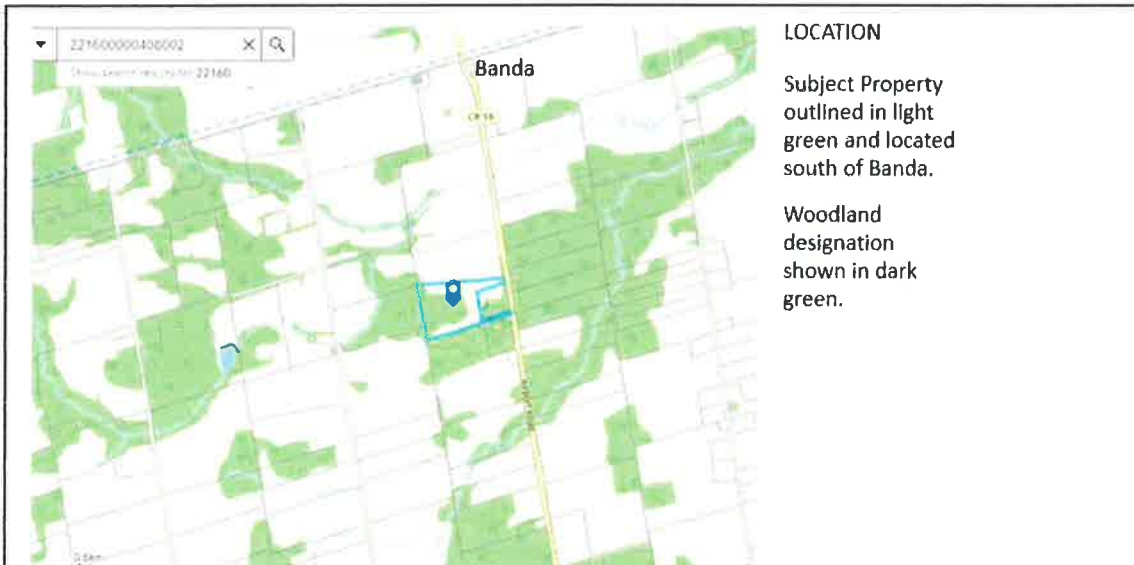 221600000408002
22160
Banda
LOCATION
Subject Property
outlined in light
green and located
south of Banda.
Woodland
designation
shown in dark
green.